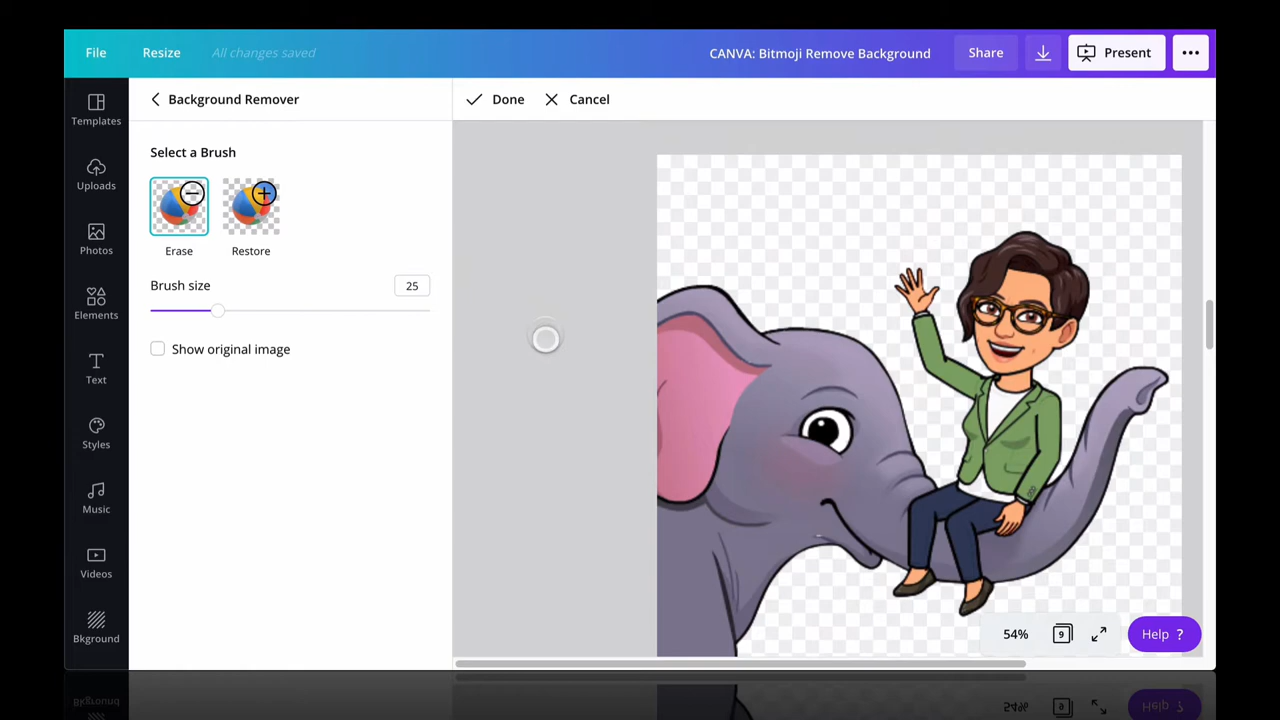 File
Resize
All changes saved
CANVA: Bitmoji Remove Background
Share
Present
Templates
Uploads
Photos
Elements
Text
Styles
Music
Videos
Bkground
Background Remover
Done
Cancel
Select a Brush
Erase
Restore
Brush size
25
Show original image
54%
9
Help ?